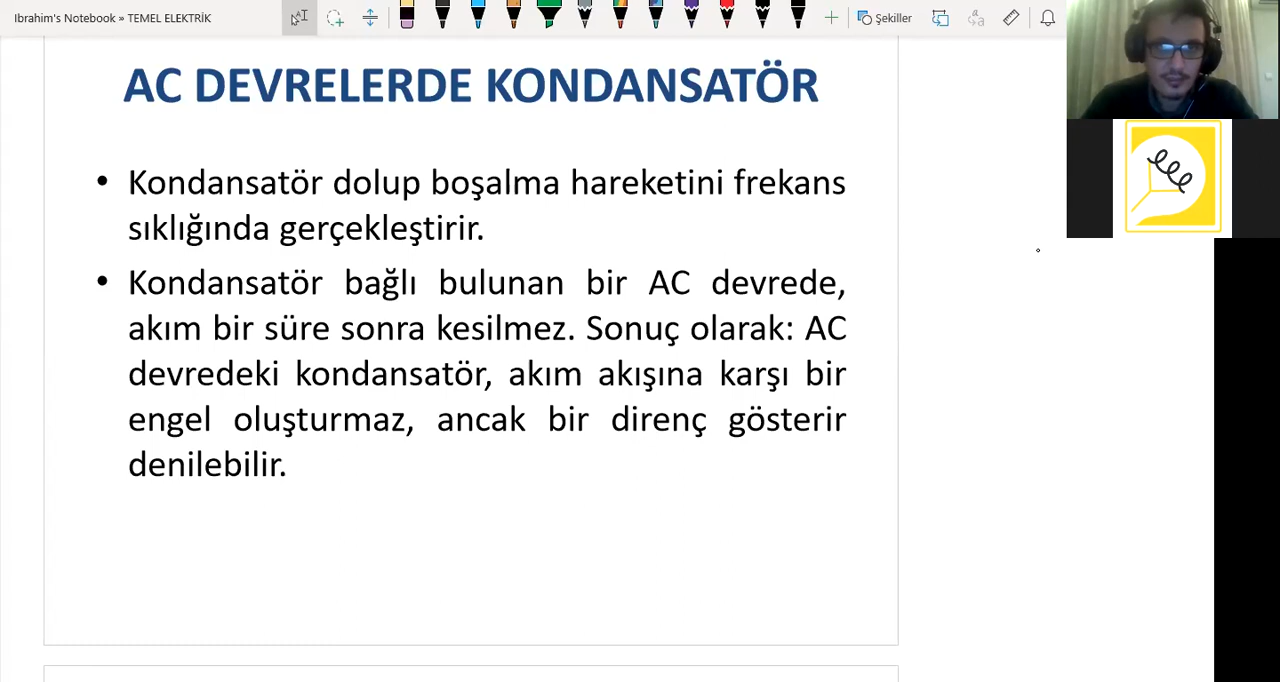 Ibrahim's Notebook » TEMEL ELEKTRİK
Şekiller
AC DEVRELERDE KONDANSATÖR
• Kondansatör dolup boşalma hareketini frekans
sıklığında gerçekleştirir.
• Kondansatör bağlı bulunan bir AC devrede,
akım bir süre sonra kesilmez. Sonuç olarak: AC
devredeki kondansatör, akım akışına karşı bir
engel oluşturmaz, ancak bir direnç gösterir
denilebilir.